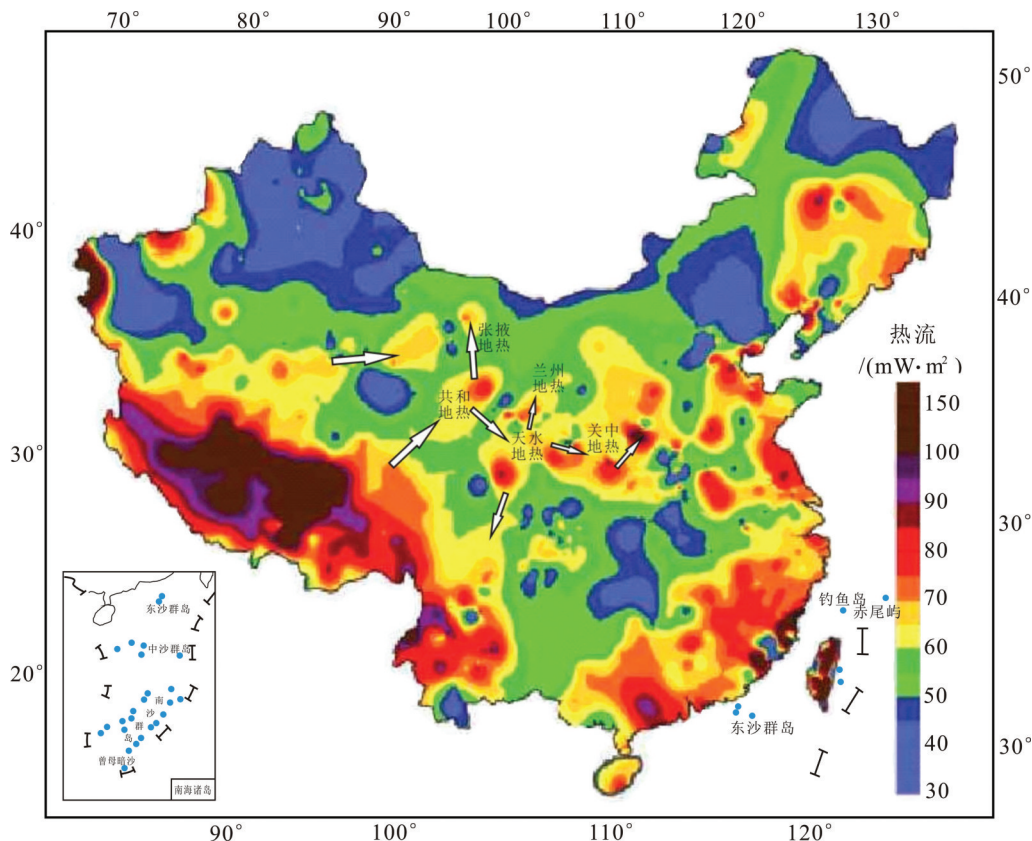 70° 80° 90° 100° 110° 120° 130°
50°
40°
40°
30°
30°
20°
30°
90° 100° 110° 120°
张掖
地热
兰州
地热
共和
地热
天水
地热
关中
地热
热流
/(mW·m²)
150
100
90
80
70
60
50
40
30
钓鱼岛
赤尾屿
东沙群岛
东沙群岛
中沙群岛
南
沙
群
岛
曾母暗沙
南海诸岛